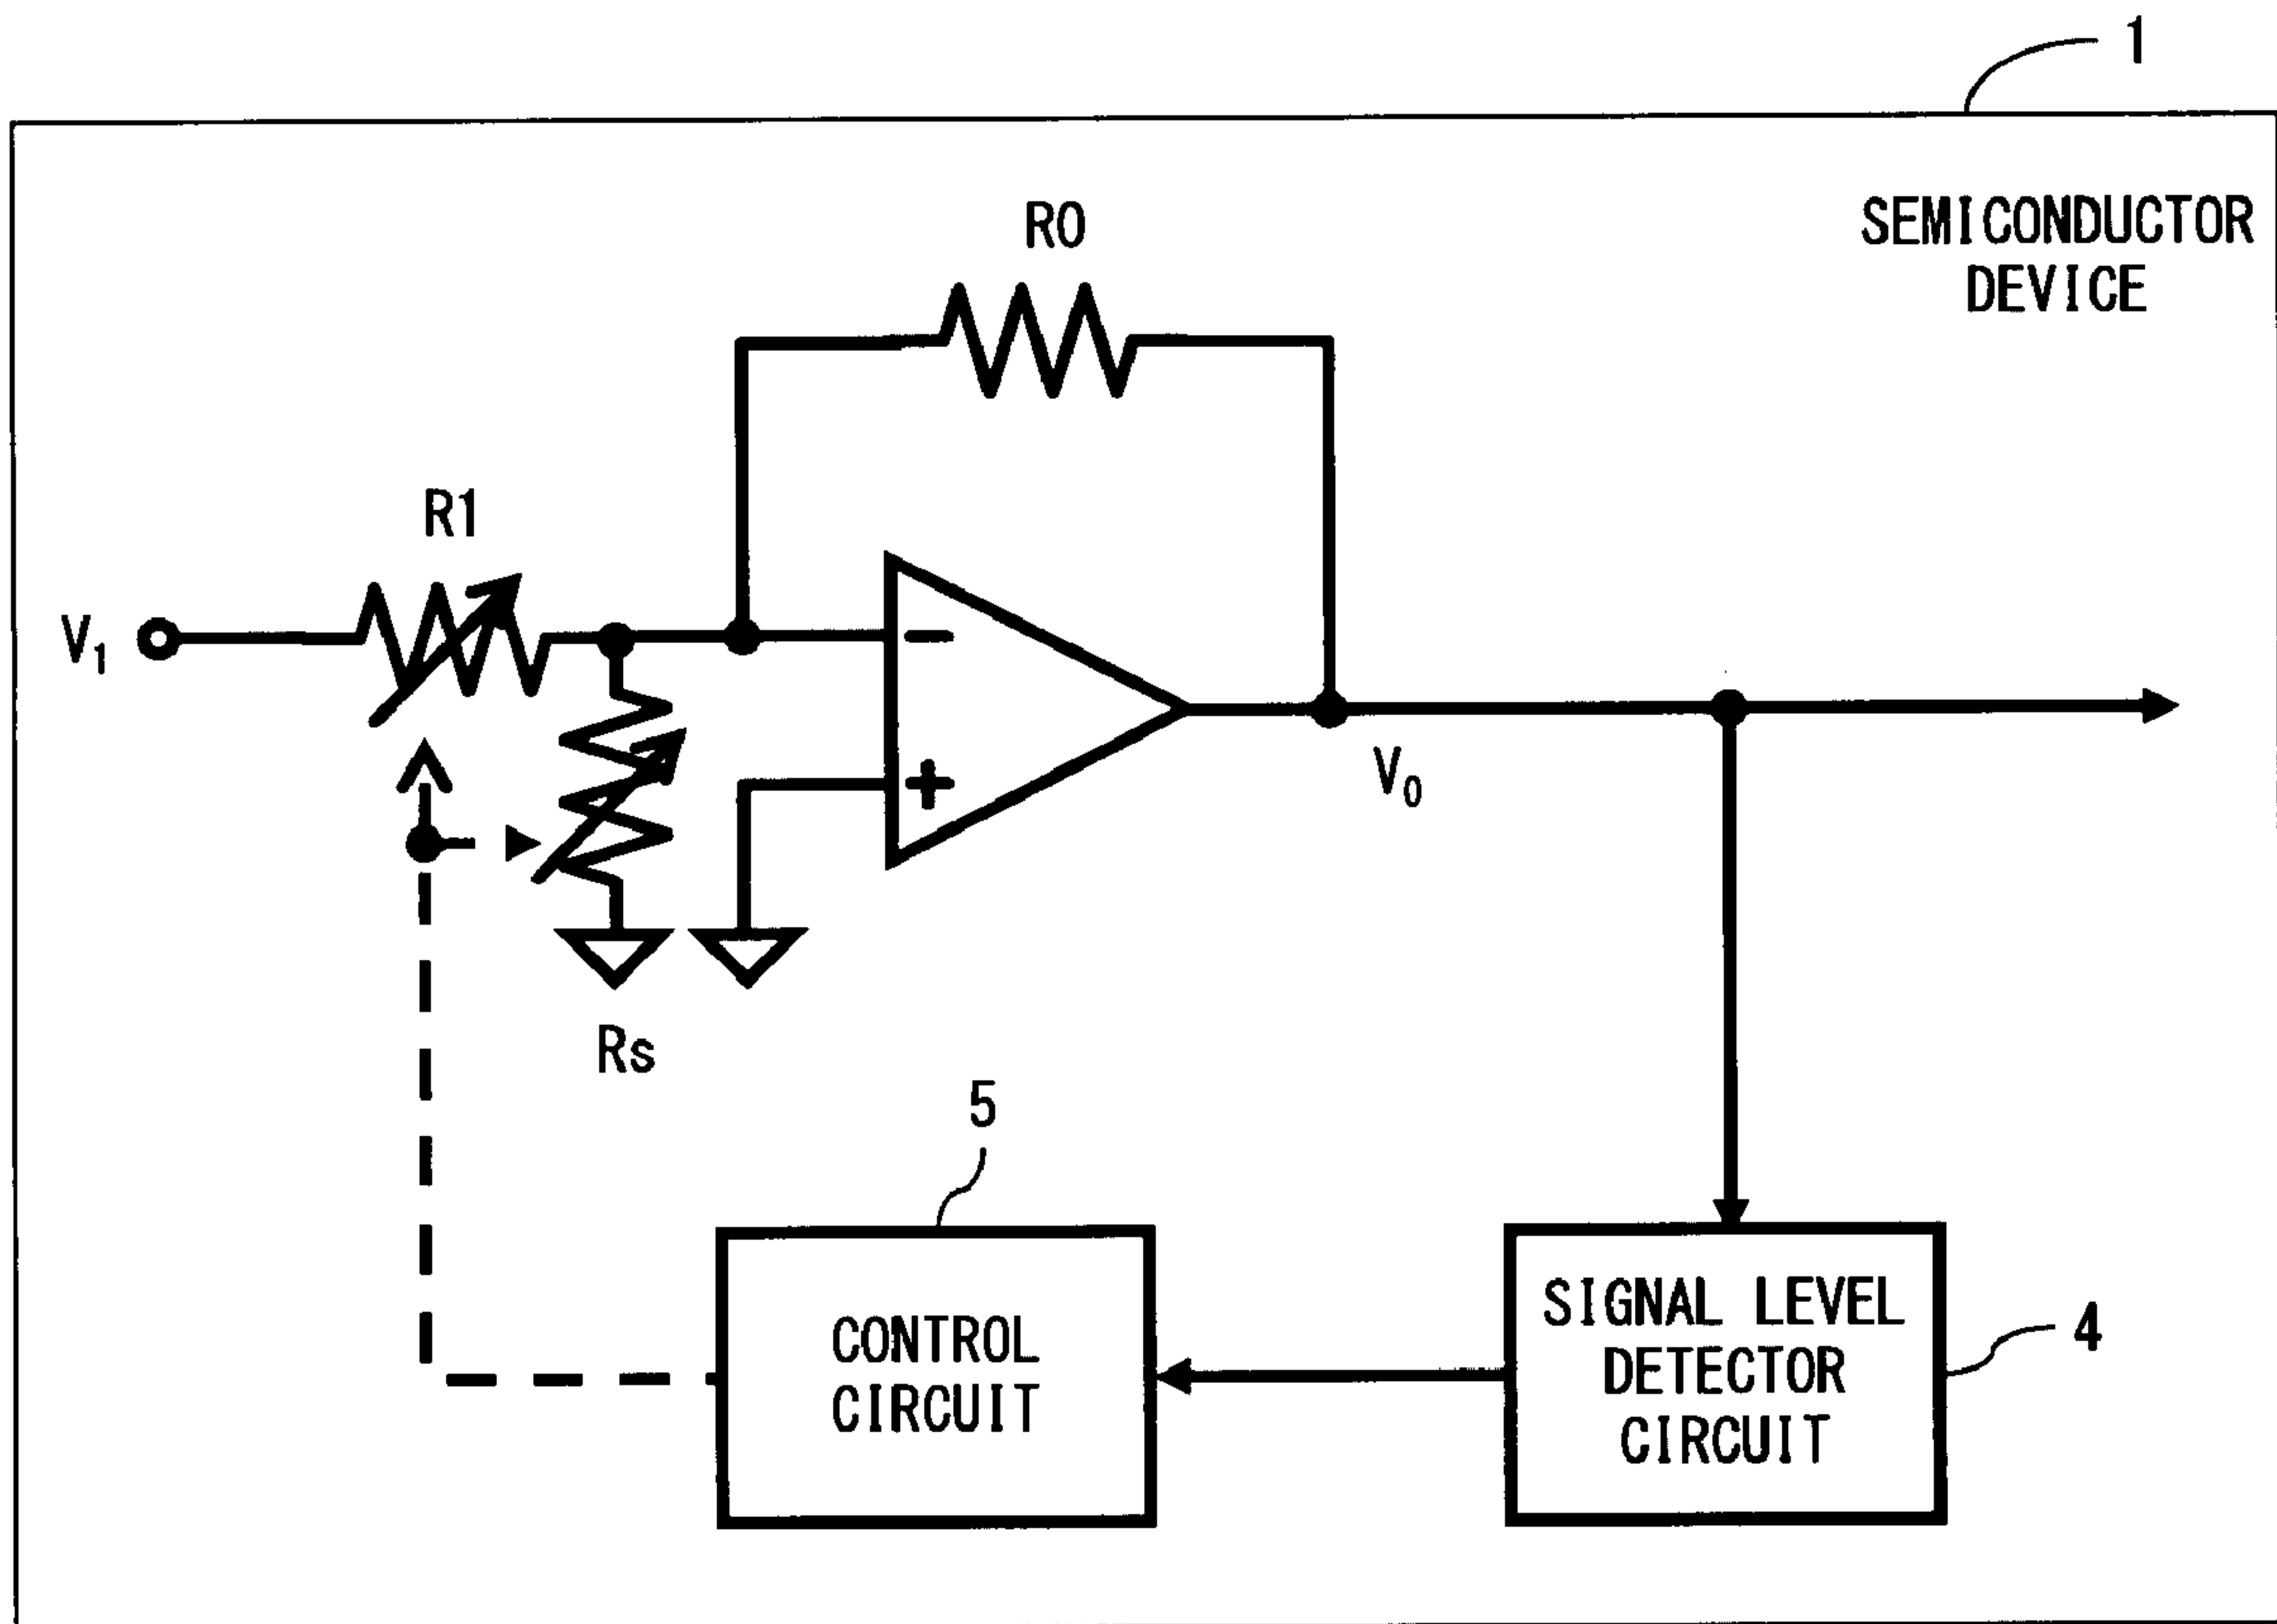 1
SEMICONDUCTOR
DEVICE
R0
R1
V1
−
+
V0
Rs
5
CONTROL
CIRCUIT
SIGNAL LEVEL
DETECTOR
CIRCUIT
4